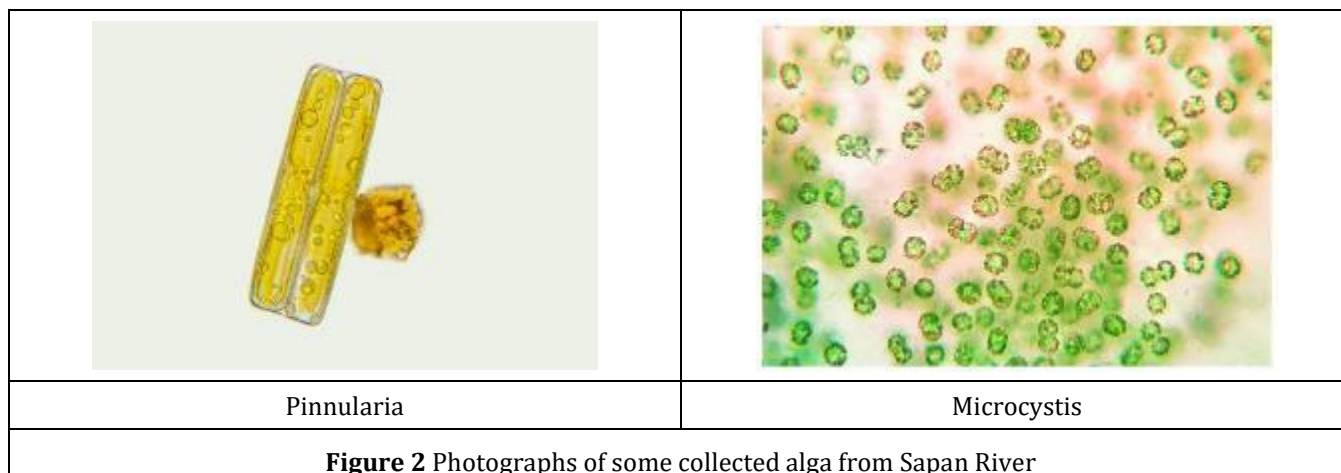 Pinnularia
Microcystis
Figure 2 Photographs of some collected alga from Sapan River